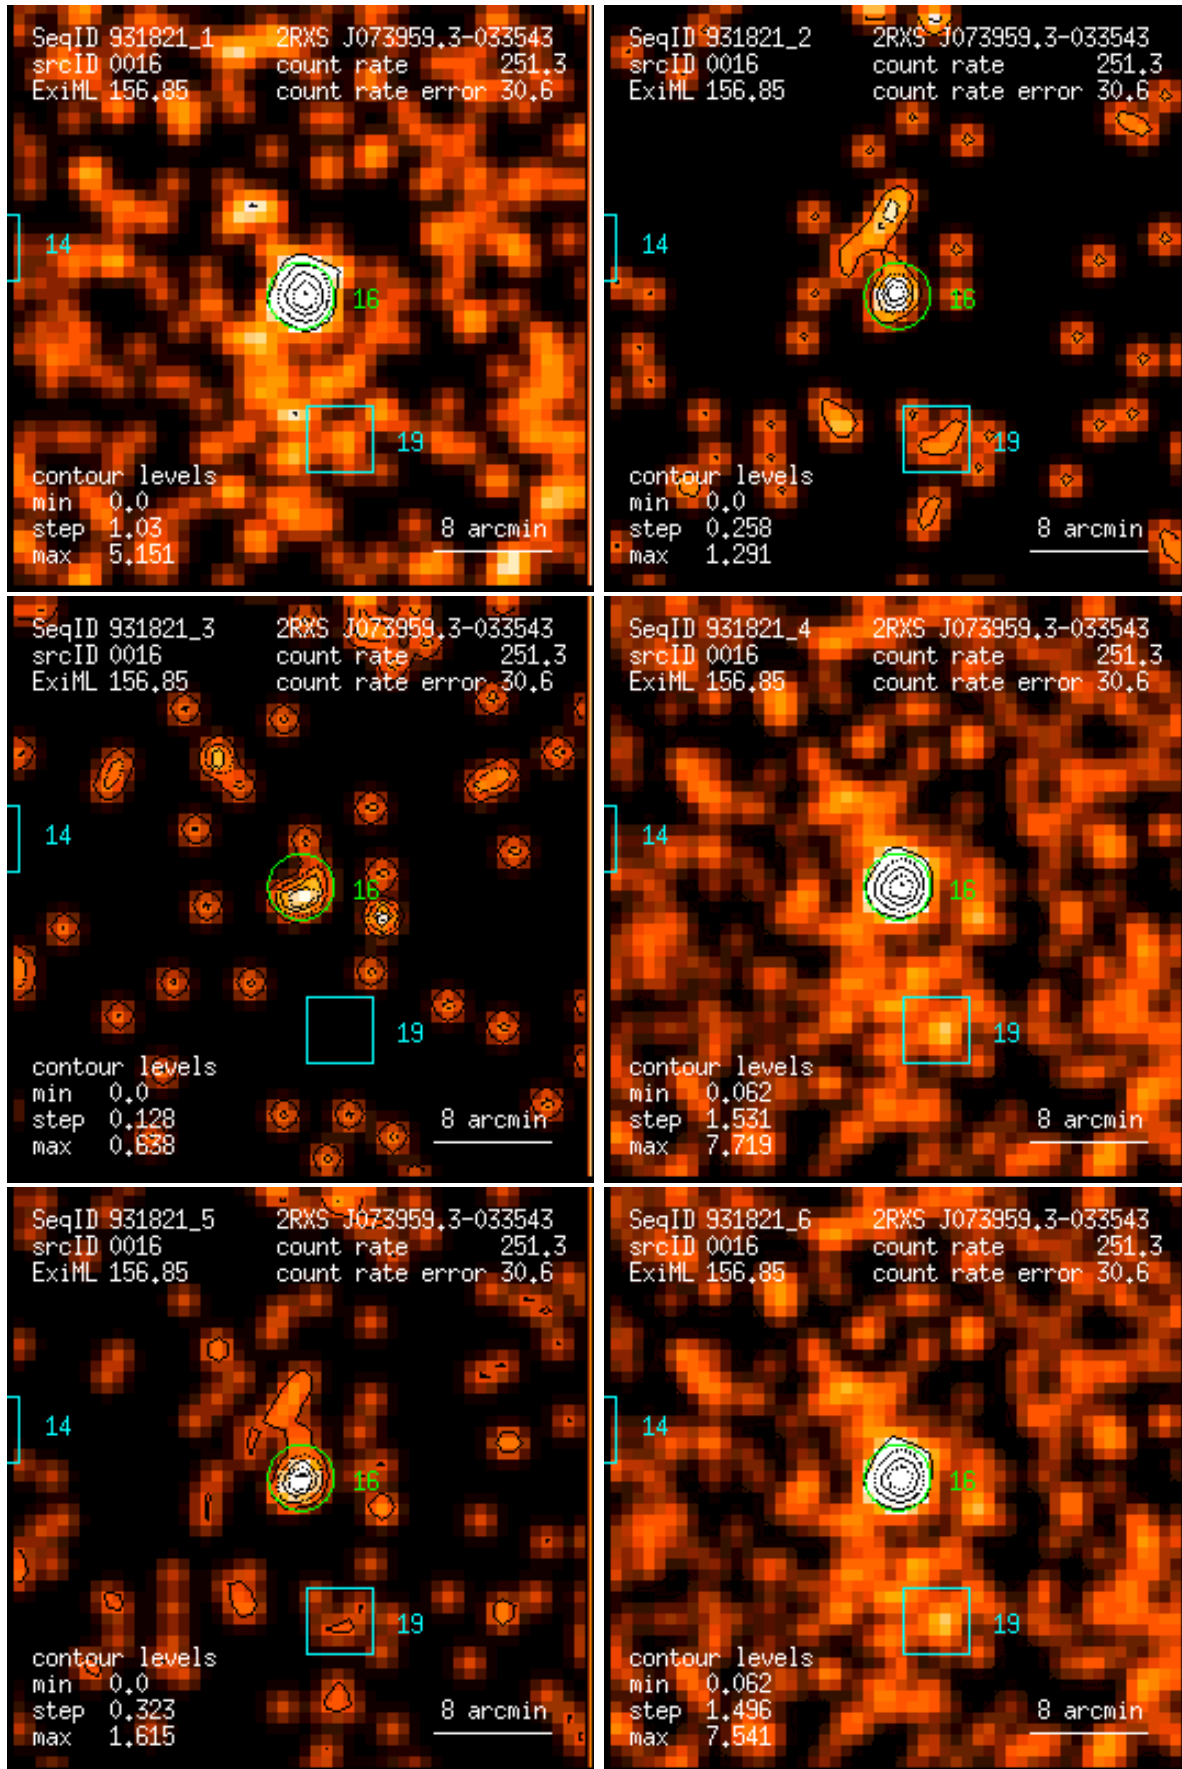 SeqID 931821_1 2RXS J073959.3-033543
srcID 0016 count rate 251.3
ExiML 156.85 count rate error 30.6
14
16
19
contour levels
min 0.0
step 1.03
max 5.151
8 arcmin
SeqID 931821_2 2RXS J073959.3-033543
srcID 0016 count rate 251.3
ExiML 156.85 count rate error 30.6
14
16
19
contour levels
min 0.0
step 0.258
max 1.291
8 arcmin
SeqID 931821_3 2RXS J073959.3-033543
srcID 0016 count rate 251.3
ExiML 156.85 count rate error 30.6
14
16
19
contour levels
min 0.0
step 0.128
max 0.638
8 arcmin
SeqID 931821_4 2RXS J073959.3-033543
srcID 0016 count rate 251.3
ExiML 156.85 count rate error 30.6
14
16
19
contour levels
min 0.062
step 1.531
max 7.719
8 arcmin
SeqID 931821_5 2RXS J073959.3-033543
srcID 0016 count rate 251.3
ExiML 156.85 count rate error 30.6
14
16
19
contour levels
min 0.0
step 0.323
max 1.615
8 arcmin
SeqID 931821_6 2RXS J073959.3-033543
srcID 0016 count rate 251.3
ExiML 156.85 count rate error 30.6
14
16
19
contour levels
min 0.062
step 1.496
max 7.541
8 arcmin